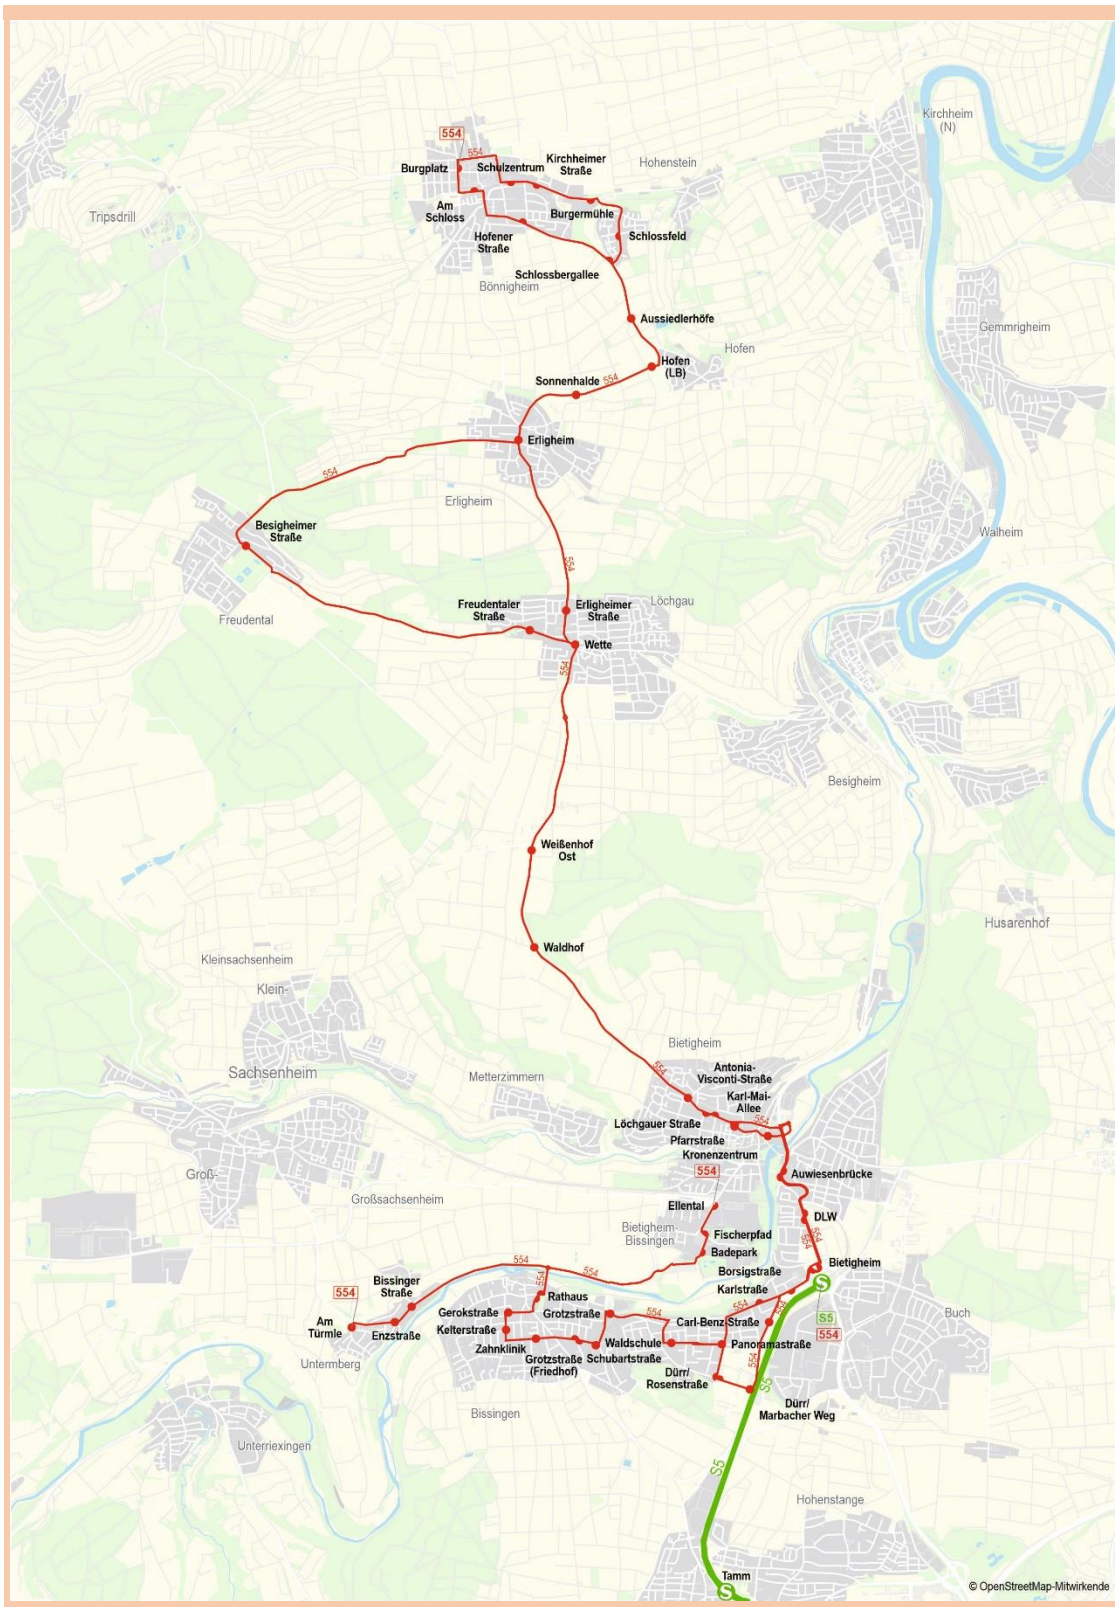 Kirchheim
(N)
554
554
Burgplatz
Schulzentrum
Kirchheimer
Straße
Hohenstein
Tripsdrill
Am
Schloss
Burgermühle
Hofener
Straße
Schlossfeld
Schlossbergallee
Bönnigheim
Aussiedlerhöfe
Gemmrigheim
Hofen
Hofen
(LB)
Sonnenhalde
554
Erligheim
554
Erligheim
Besigheimer
Straße
Walheim
554
Freudental
Freudentaler
Straße
Erligheimer
Straße
Löchgau
Wette
554
Besigheim
Weißenhof
Ost
Husarenhof
Waldhof
Kleinsachsenheim
Klein-
Bietigheim
Sachsenheim
Metterzimmern
554
Antonia-
Visconti-Straße
Karl-Mai-
Allee
Löchgauer Straße
554
Pfarrstraße
Kronenzentrum
Groß-
554
Auwiesenbrücke
Großsachsenheim
Ellental
DLW
Bietigheim-
Bissingen
Fischerpfad
554
554
Badepark
Bietigheim
554
554
Borsigstraße
S
Bissinger
Straße
554
Karlstraße
554
Rathaus
554
554
Am
Türmle
Gerokstraße
Grotzstraße
554
Carl-Benz-Straße
S5
554
Buch
Enzstraße
Kelterstraße
Waldschule
Panoramastraße
Zahnklinik
Grotzstraße
(Friedhof)
Schubartstraße
554
Untermberg
Dürr/
Rosenstraße
S5
Dürr/
Marbacher Weg
Bissingen
Unterriexingen
S5
Hohenstange
Tamm
S
© OpenStreetMap-Mitwirkende